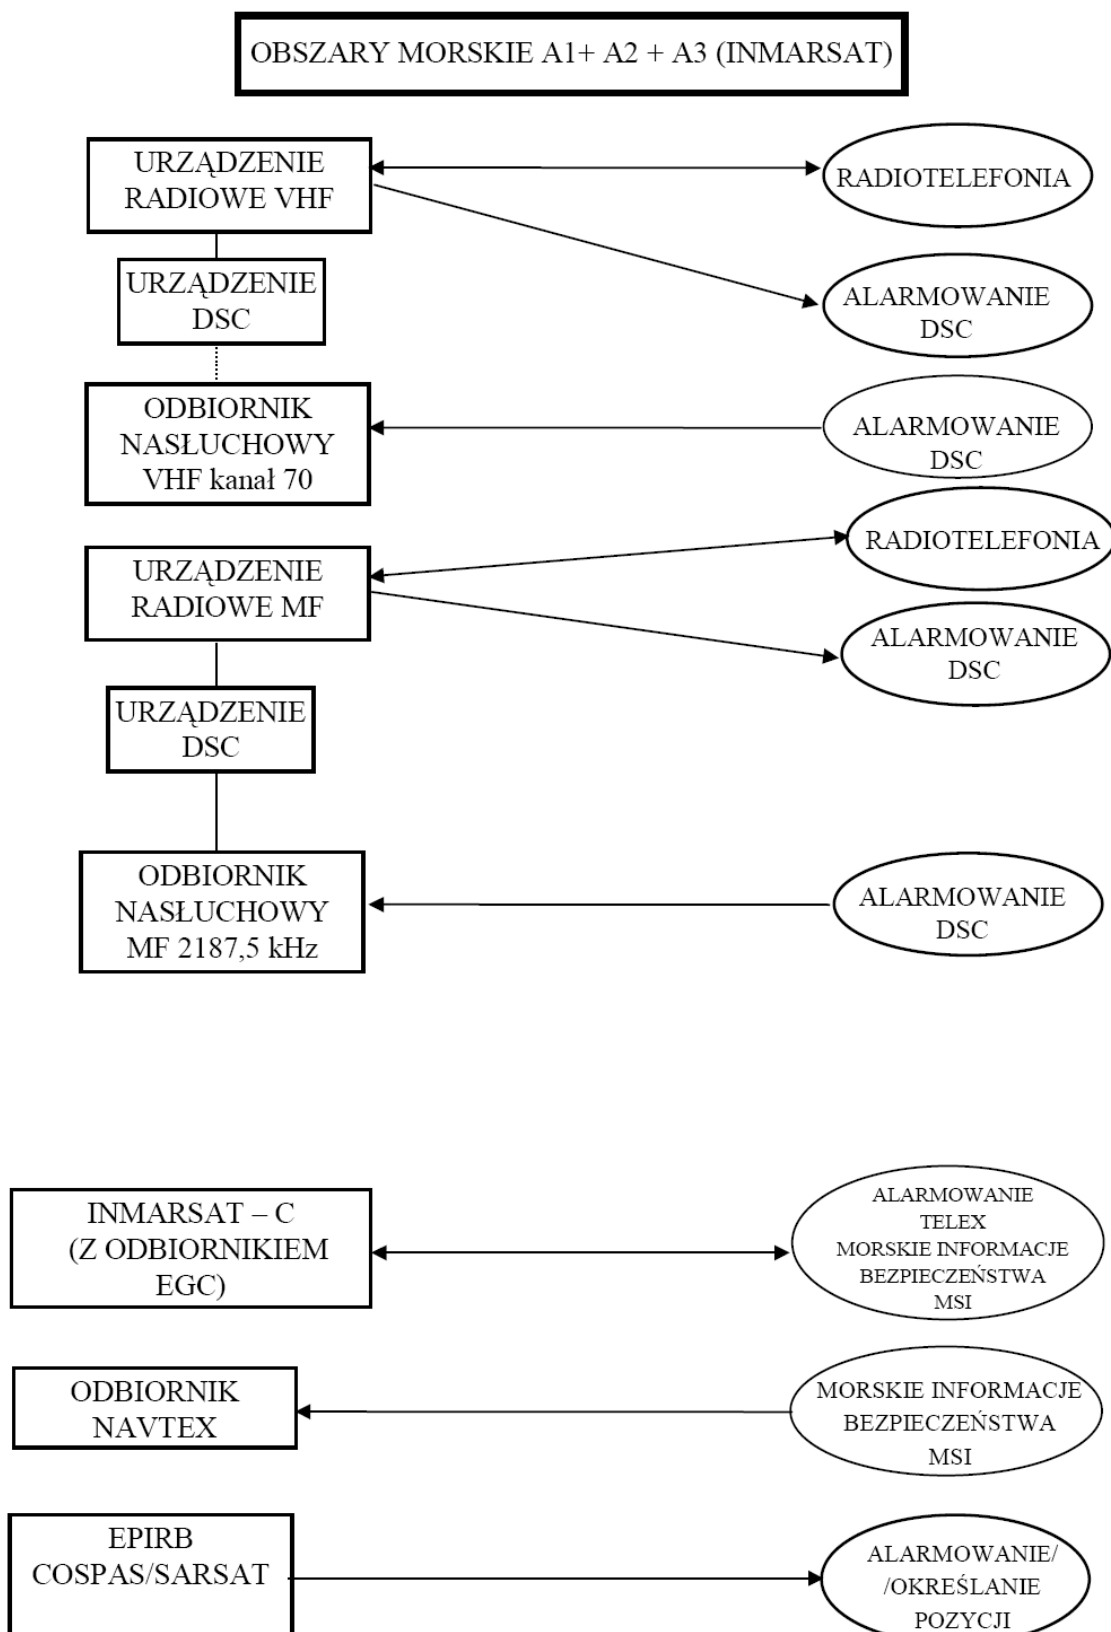 OBSZARY MORSKIE A1+ A2 + A3 (INMARSAT)
URZĄDZENIE
RADIOWE VHF
RADIOTELEFONIA
URZĄDZENIE
DSC
ALARMOWANIE
DSC
ODBIORNIK
NASŁUCHOWY
VHF kanał 70
ALARMOWANIE
DSC
URZĄDZENIE
RADIOWE MF
RADIOTELEFONIA
ALARMOWANIE
DSC
URZĄDZENIE
DSC
ODBIORNIK
NASŁUCHOWY
MF 2187,5 kHz
ALARMOWANIE
DSC
INMARSAT – C
(Z ODBIORNIKIEM
EGC)
ALARMOWANIE
TELEX
MORSKIE INFORMACJE
BEZPIECZEŃSTWA
MSI
ODBIORNIK
NAVTEX
MORSKIE INFORMACJE
BEZPIECZEŃSTWA
MSI
EPIRB
COSPAS/SARSAT
ALARMOWANIE/
/OKREŚLANIE
POZYCJI